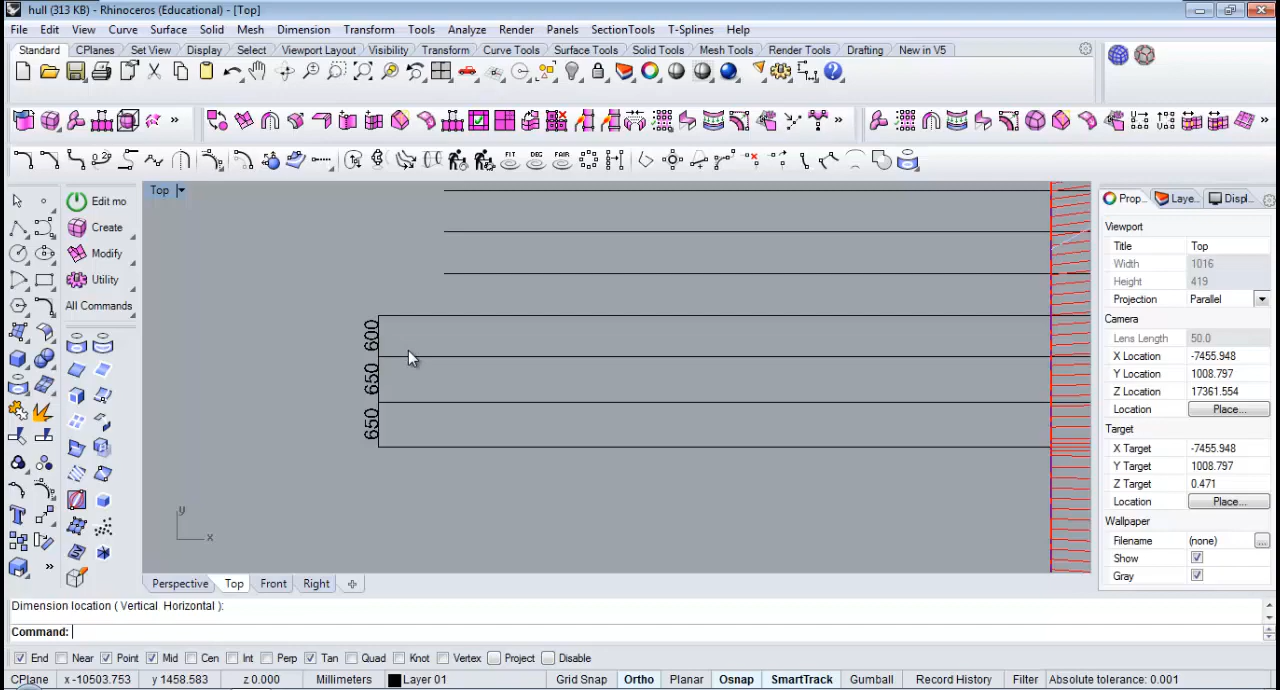 hull (313 KB) - Rhinoceros (Educational) - [Top]
File Edit View Curve Surface Solid Mesh Dimension Transform Tools Analyze Render Panels SectionTools T-Splines Help
Standard CPlanes Set View Display Select Viewport Layout Visibility Transform Curve Tools Surface Tools Solid Tools Mesh Tools Render Tools Drafting New in V5
FIT DEG FAIR
Top
Edit mo
Create
Modify
Utility
All Commands
600
650
650
y
x
Prop... Laye... Displ...
Viewport
Title Top
Width 1016
Height 419
Projection Parallel
Camera
Lens Length 50.0
X Location -7455.948
Y Location 1008.797
Z Location 17361.554
Location Place...
Target
X Target -7455.948
Y Target 1008.797
Z Target 0.471
Location Place...
Wallpaper
Filename (none) ...
Show
Gray
Perspective Top Front Right
Dimension location ( Vertical Horizontal ):
Command:
End Near Point Mid Cen Int Perp Tan Quad Knot Vertex Project Disable
CPlane x -10503.753 y 1458.583 z 0.000 Millimeters Layer 01 Grid Snap Ortho Planar Osnap SmartTrack Gumball Record History Filter Absolute tolerance: 0.001